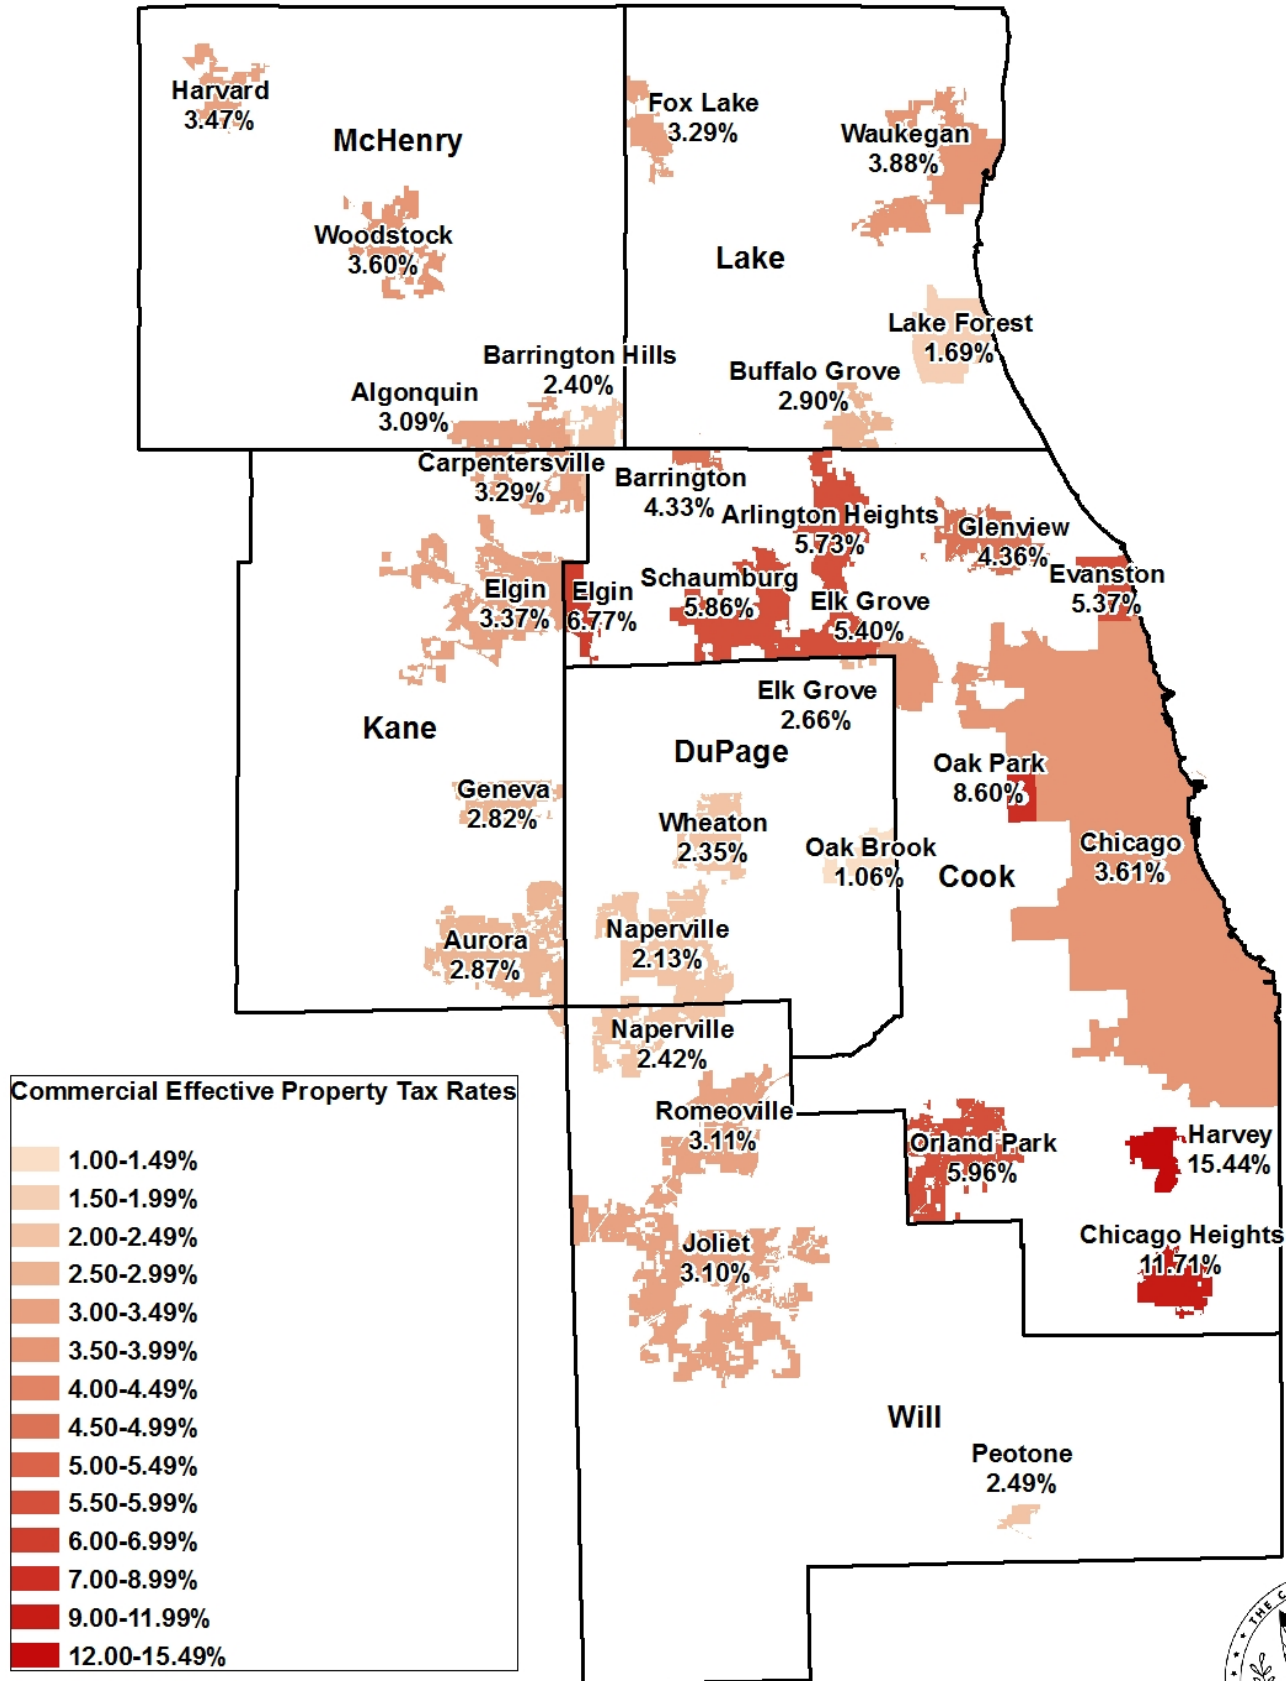 Harvard
3.47%
McHenry
Fox Lake
3.29%
Waukegan
3.88%
Woodstock
3.60%
Lake
Lake Forest
1.69%
Barrington Hills
2.40%
Buffalo Grove
2.90%
Algonquin
3.09%
Carpentersville
3.29%
Barrington
4.33%
Arlington Heights
5.73%
Glenview
4.36%
Evanston
5.37%
Elgin
3.37%
Elgin
6.77%
Schaumburg
5.86%
Elk Grove
5.40%
Elk Grove
2.66%
Kane
DuPage
Oak Park
8.60%
Geneva
2.82%
Wheaton
2.35%
Oak Brook
1.06%
Cook
Chicago
3.61%
Aurora
2.87%
Naperville
2.13%
Naperville
2.42%
Romeoville
3.11%
Orland Park
5.96%
Harvey
15.44%
Joliet
3.10%
Chicago Heights
11.71%
Will
Peotone
2.49%
Commercial Effective Property Tax Rates
1.00-1.49%
1.50-1.99%
2.00-2.49%
2.50-2.99%
3.00-3.49%
3.50-3.99%
4.00-4.49%
4.50-4.99%
5.00-5.49%
5.50-5.99%
6.00-6.99%
7.00-8.99%
9.00-11.99%
12.00-15.49%
THE C